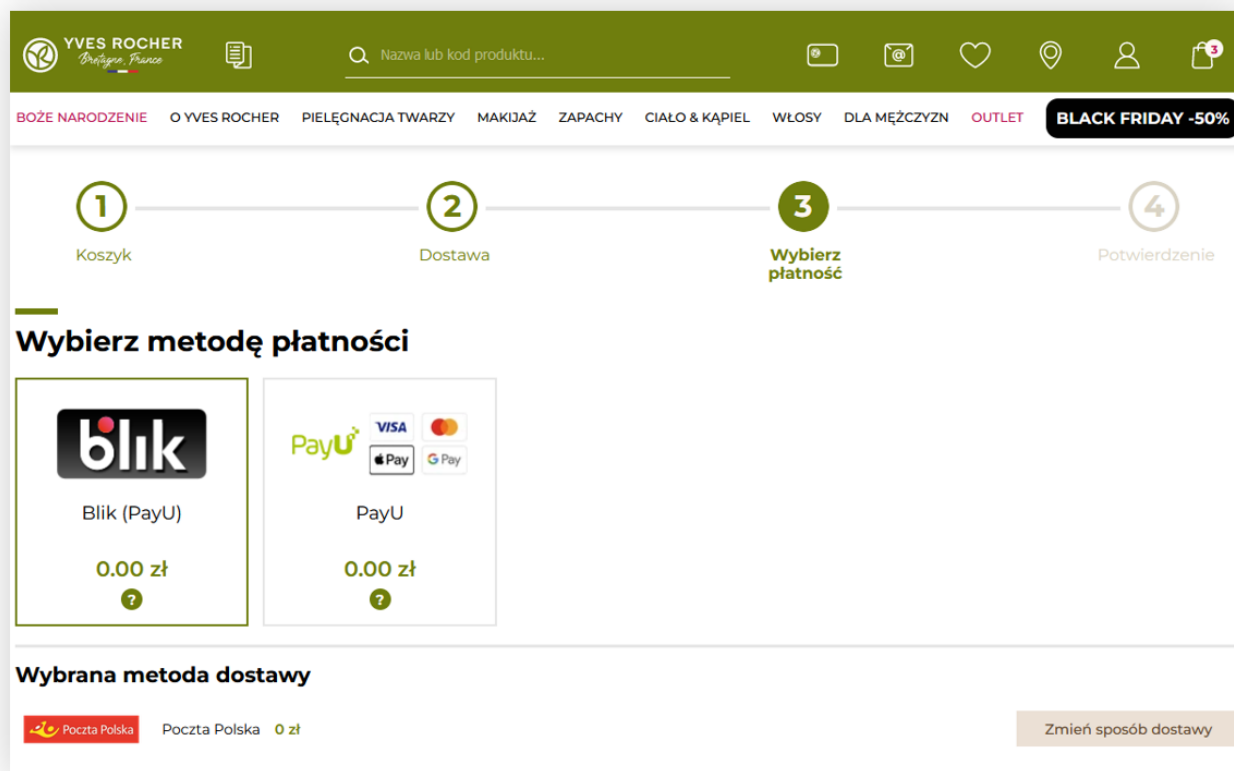 YVES ROCHER
Bretagne, France
Nazwa lub kod produktu...
@
3
BOŻE NARODZENIE O YVES ROCHER PIELĘGNACJA TWARZY MAKIJAŻ ZAPACHY CIAŁO & KĄPIEL WŁOSY DLA MĘŻCZYZN OUTLET BLACK FRIDAY -50%
1 2 3 4
Koszyk Dostawa Wybierz płatność Potwierdzenie
Wybierz metodę płatności
blik
PayU VISA
Pay G Pay
Blik (PayU) PayU
0.00 zł 0.00 zł
? ?
Wybrana metoda dostawy
Poczta Polska Poczta Polska 0 zł Zmień sposób dostawy